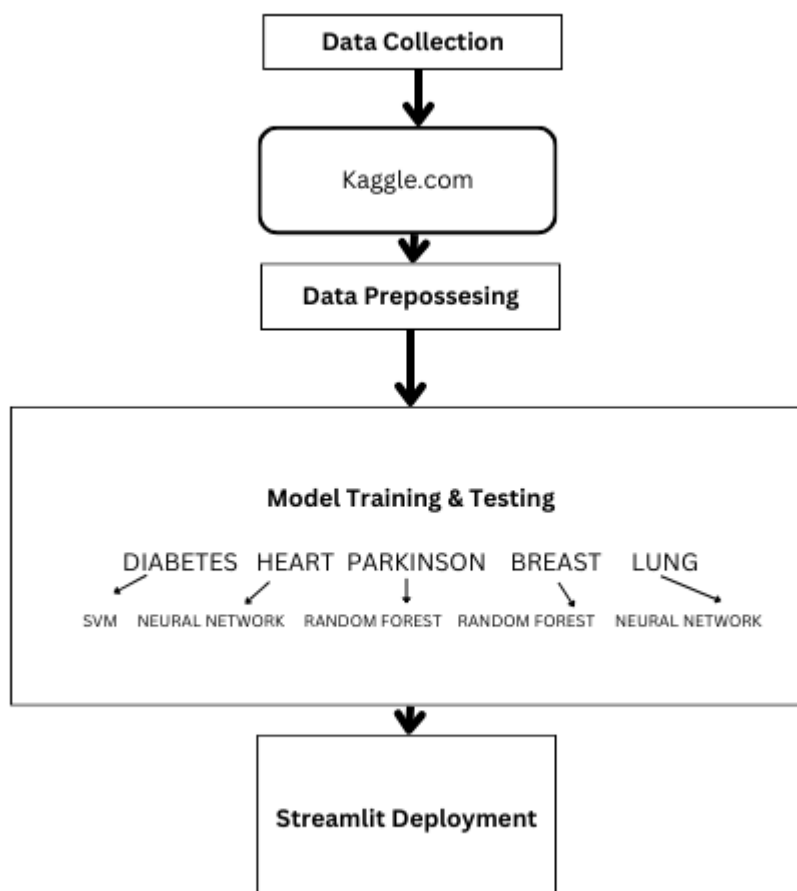 Data Collection
Kaggle.com
Data Prepossesing
Model Training & Testing
DIABETES HEART PARKINSON BREAST LUNG
SVM NEURAL NETWORK RANDOM FOREST RANDOM FOREST NEURAL NETWORK
Streamlit Deployment